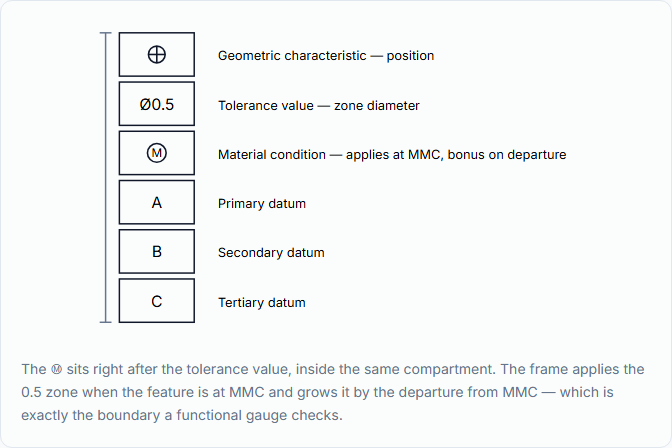 ⌖ Geometric characteristic — position
Ø0.5 Tolerance value — zone diameter
Ⓜ Material condition — applies at MMC, bonus on departure
A Primary datum
B Secondary datum
C Tertiary datum
The Ⓜ sits right after the tolerance value, inside the same compartment. The frame applies the
0.5 zone when the feature is at MMC and grows it by the departure from MMC — which is
exactly the boundary a functional gauge checks.